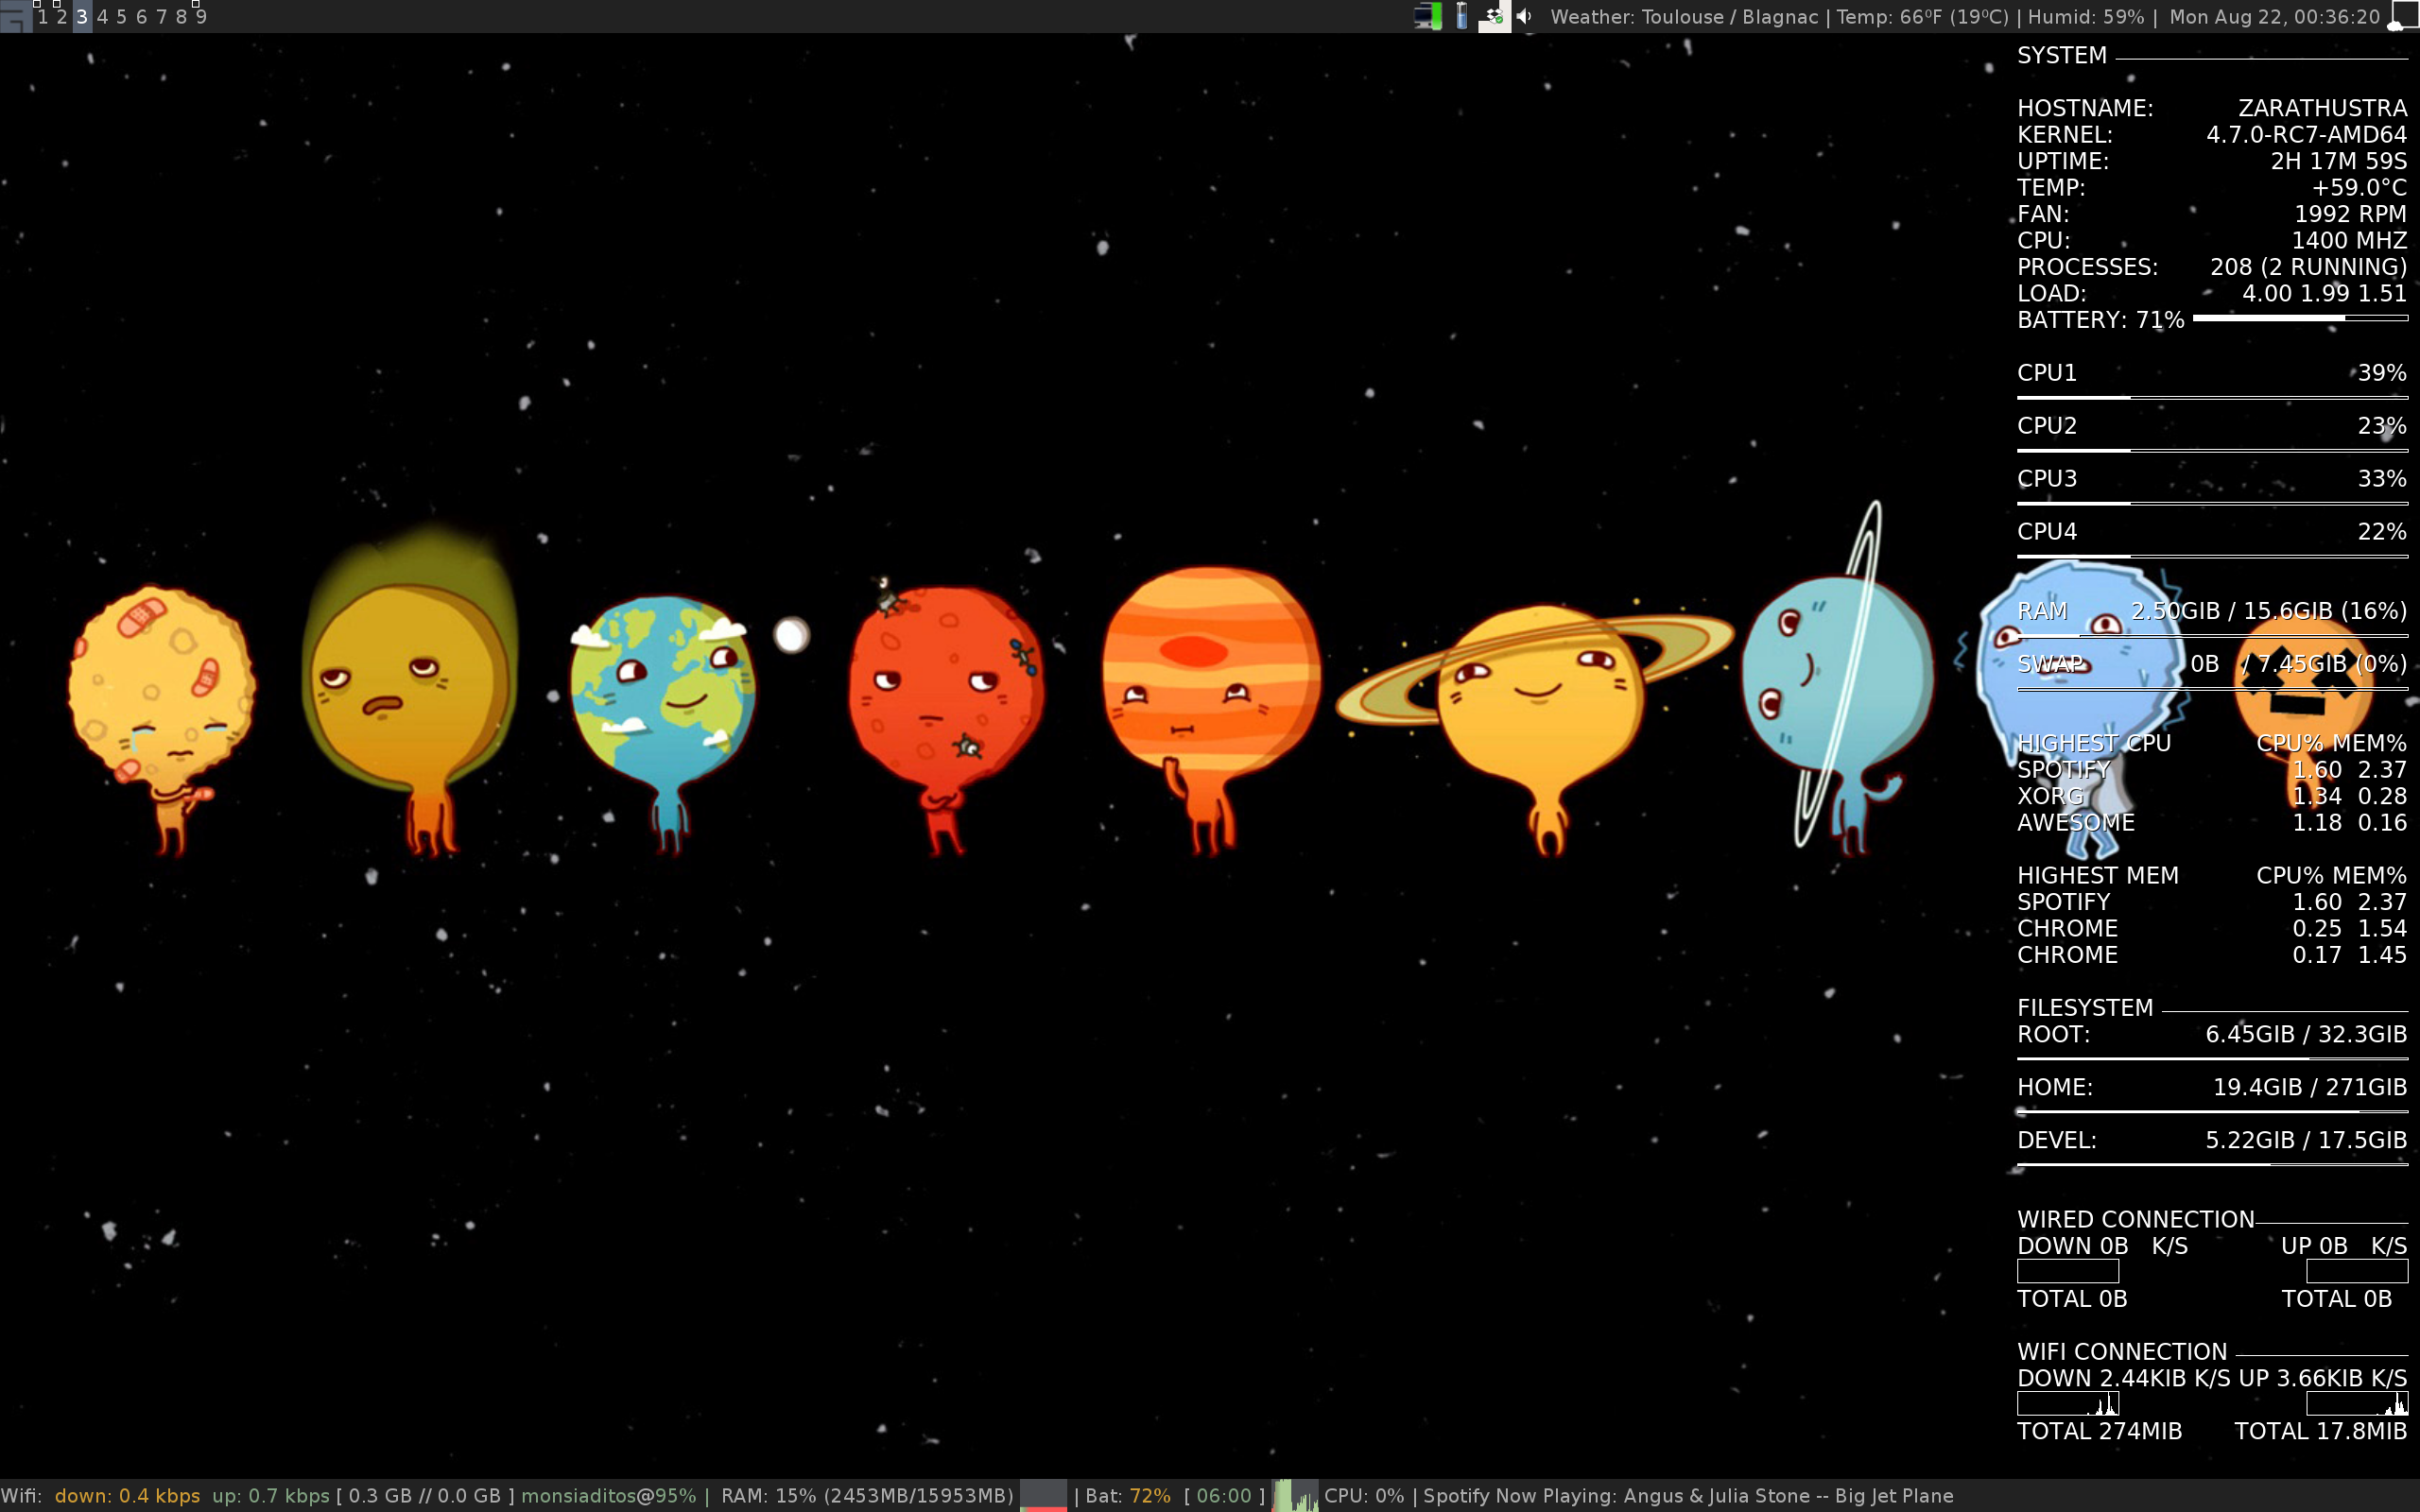 1 2 3 4 5 6 7 8 9
Weather: Toulouse / Blagnac | Temp: 66ºF (19ºC) | Humid: 59% | Mon Aug 22, 00:36:20
SYSTEM
HOSTNAME: ZARATHUSTRA
KERNEL: 4.7.0-RC7-AMD64
UPTIME: 2H 17M 59S
TEMP: +59.0°C
FAN: 1992 RPM
CPU: 1400 MHZ
PROCESSES: 208 (2 RUNNING)
LOAD: 4.00 1.99 1.51
BATTERY: 71%
CPU1 39%
CPU2 23%
CPU3 33%
CPU4 22%
RAM 2.50GIB / 15.6GIB (16%)
SWAP 0B / 7.45GIB (0%)
HIGHEST CPU CPU% MEM%
SPOTIFY 1.60 2.37
XORG 1.34 0.28
AWESOME 1.18 0.16
HIGHEST MEM CPU% MEM%
SPOTIFY 1.60 2.37
CHROME 0.25 1.54
CHROME 0.17 1.45
FILESYSTEM
ROOT: 6.45GIB / 32.3GIB
HOME: 19.4GIB / 271GIB
DEVEL: 5.22GIB / 17.5GIB
WIRED CONNECTION
DOWN 0B K/S UP 0B K/S
TOTAL 0B TOTAL 0B
WIFI CONNECTION
DOWN 2.44KIB K/S UP 3.66KIB K/S
TOTAL 274MIB TOTAL 17.8MIB
Wifi: down: 0.4 kbps up: 0.7 kbps [ 0.3 GB // 0.0 GB ] monsiaditos@95% | RAM: 15% (2453MB/15953MB) | Bat: 72% [ 06:00 ] CPU: 0% | Spotify Now Playing: Angus & Julia Stone -- Big Jet Plane